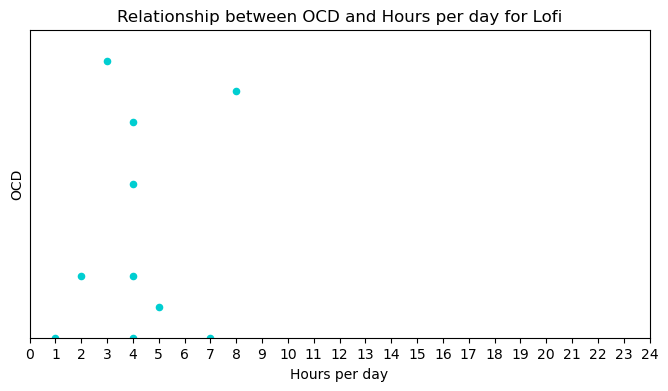 Relationship between OCD and Hours per day for Lofi
OCD
0 1 2 3 4 5 6 7 8 9 10 11 12 13 14 15 16 17 18 19 20 21 22 23 24
Hours per day